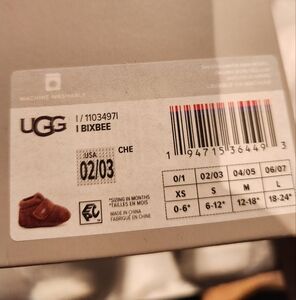 MACHINE WASHABLE
UGG
I / 1103497I
I BIXBEE
USA
CHE
02/03
*SIZING IN MONTHS
*TAILLES EN MOIS
MADE IN CHINA
FABRIQUÉ EN CHINE
1 94715 36449 3
0/1 02/03 04/05 06/07
XS S M L
0-6* 6-12* 12-18* 18-24*